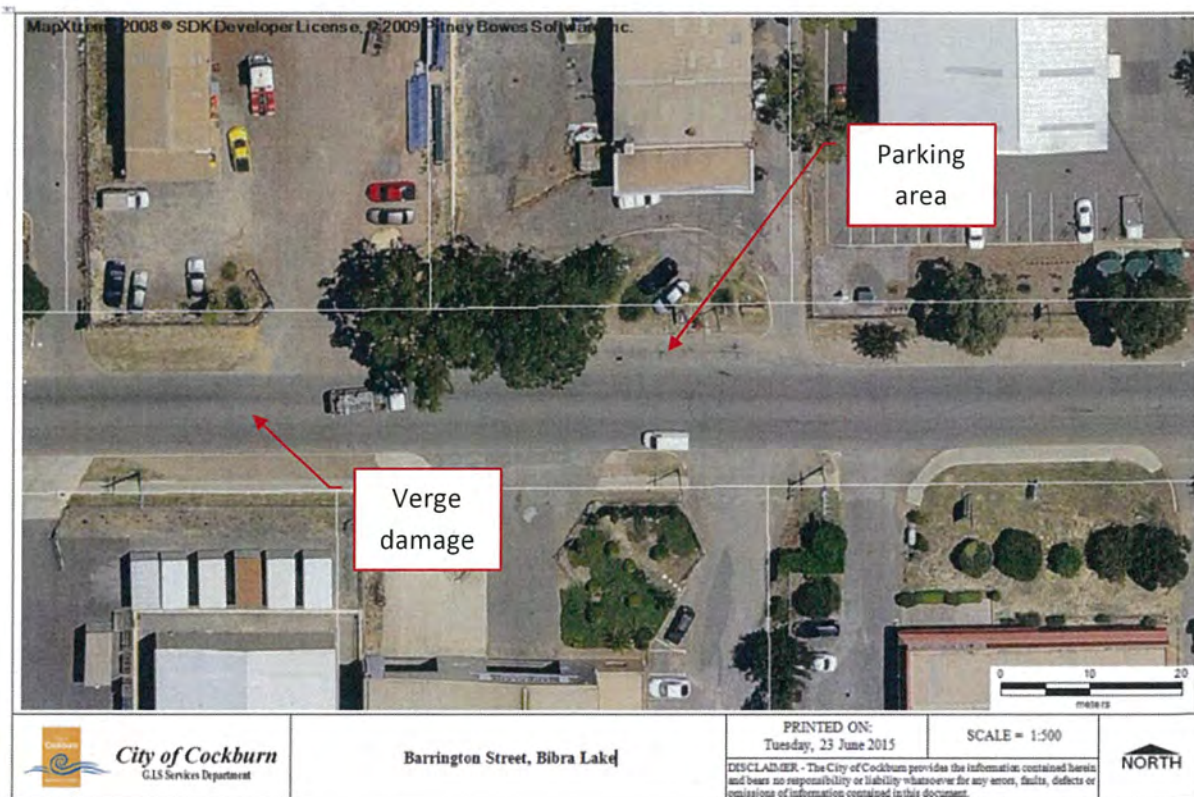 MapXtreme 2008 ® SDK Developer License, © 2009 Pitney Bowes Software Inc.
Parking
area
Verge
damage
0 10 20
meters
City of Cockburn
G.I.S Services Department
Barrington Street, Bibra Lake
PRINTED ON:
Tuesday, 23 June 2015
SCALE = 1:500
DISCLAIMER - The City of Cockburn provides the information contained herein
and bears no responsibility or liability whatsoever for any errors, faults, defects or
omissions of information contained in this document.
NORTH